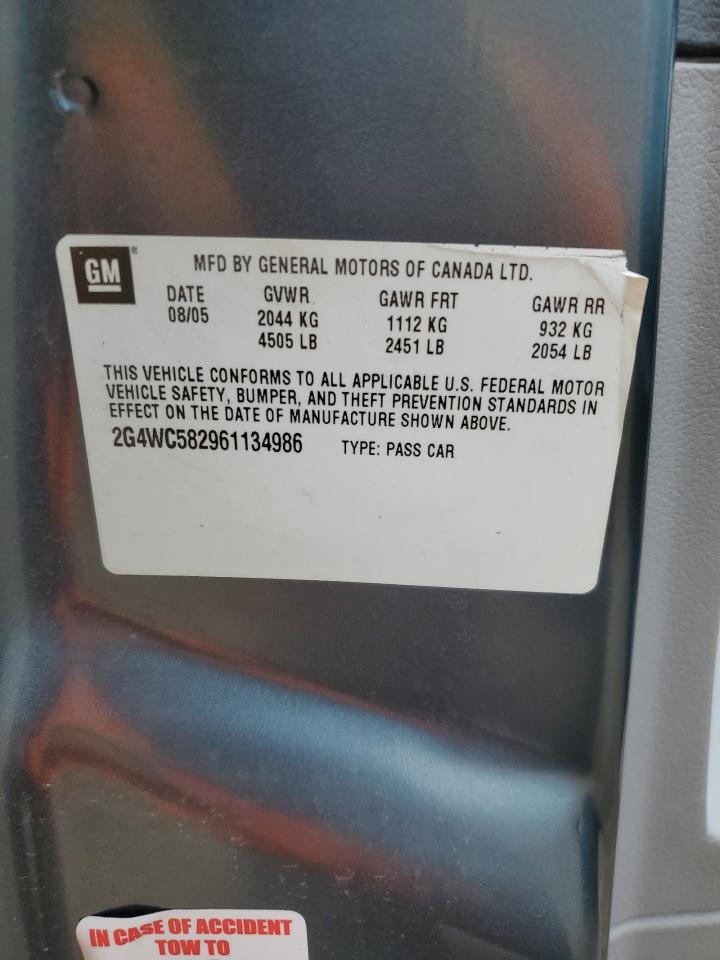 GM®
MFD BY GENERAL MOTORS OF CANADA LTD.
DATE GVWR GAWR FRT GAWR RR
08/05 2044 KG 1112 KG 932 KG
4505 LB 2451 LB 2054 LB
THIS VEHICLE CONFORMS TO ALL APPLICABLE U.S. FEDERAL MOTOR
VEHICLE SAFETY, BUMPER, AND THEFT PREVENTION STANDARDS IN
EFFECT ON THE DATE OF MANUFACTURE SHOWN ABOVE.
2G4WC582961134986 TYPE: PASS CAR
IN CASE OF ACCIDENT
TOW TO